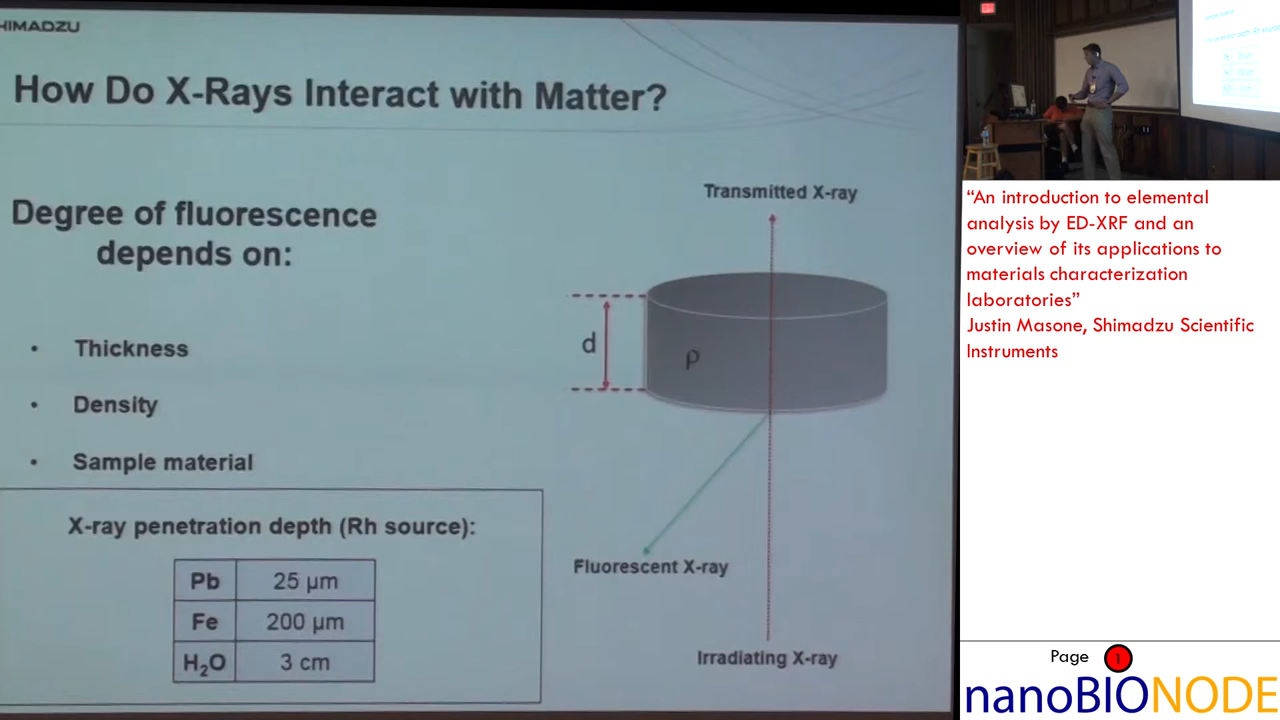 HIMADZU
How Do X-Rays Interact with Matter?
Degree of fluorescence
depends on:
• Thickness
• Density
• Sample material
X-ray penetration depth (Rh source):
Pb 25 µm
Fe 200 µm
H₂O 3 cm
Transmitted X-ray
d
ρ
Fluorescent X-ray
Irradiating X-ray
“An introduction to elemental
analysis by ED-XRF and an
overview of its applications to
materials characterization
laboratories”
Justin Masone, Shimadzu Scientific
Instruments
Page 1
nanoBIONODE